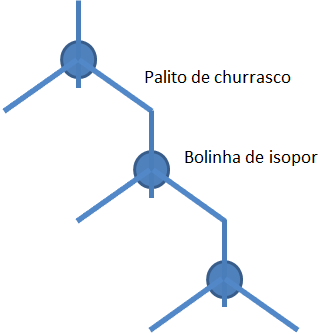 Palito de churrasco
Bolinha de isopor